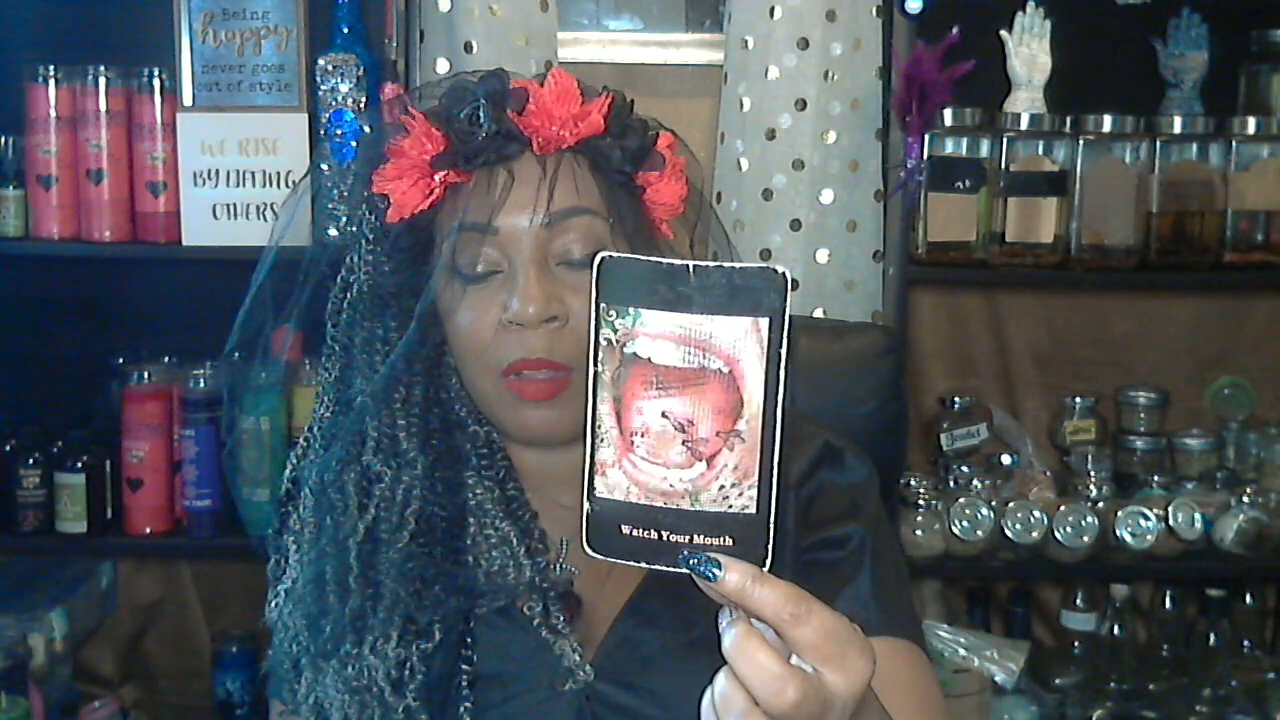 Being
happy
never goes
out of style
WE RISE
BY LIFTING
OTHERS
Watch Your Mouth